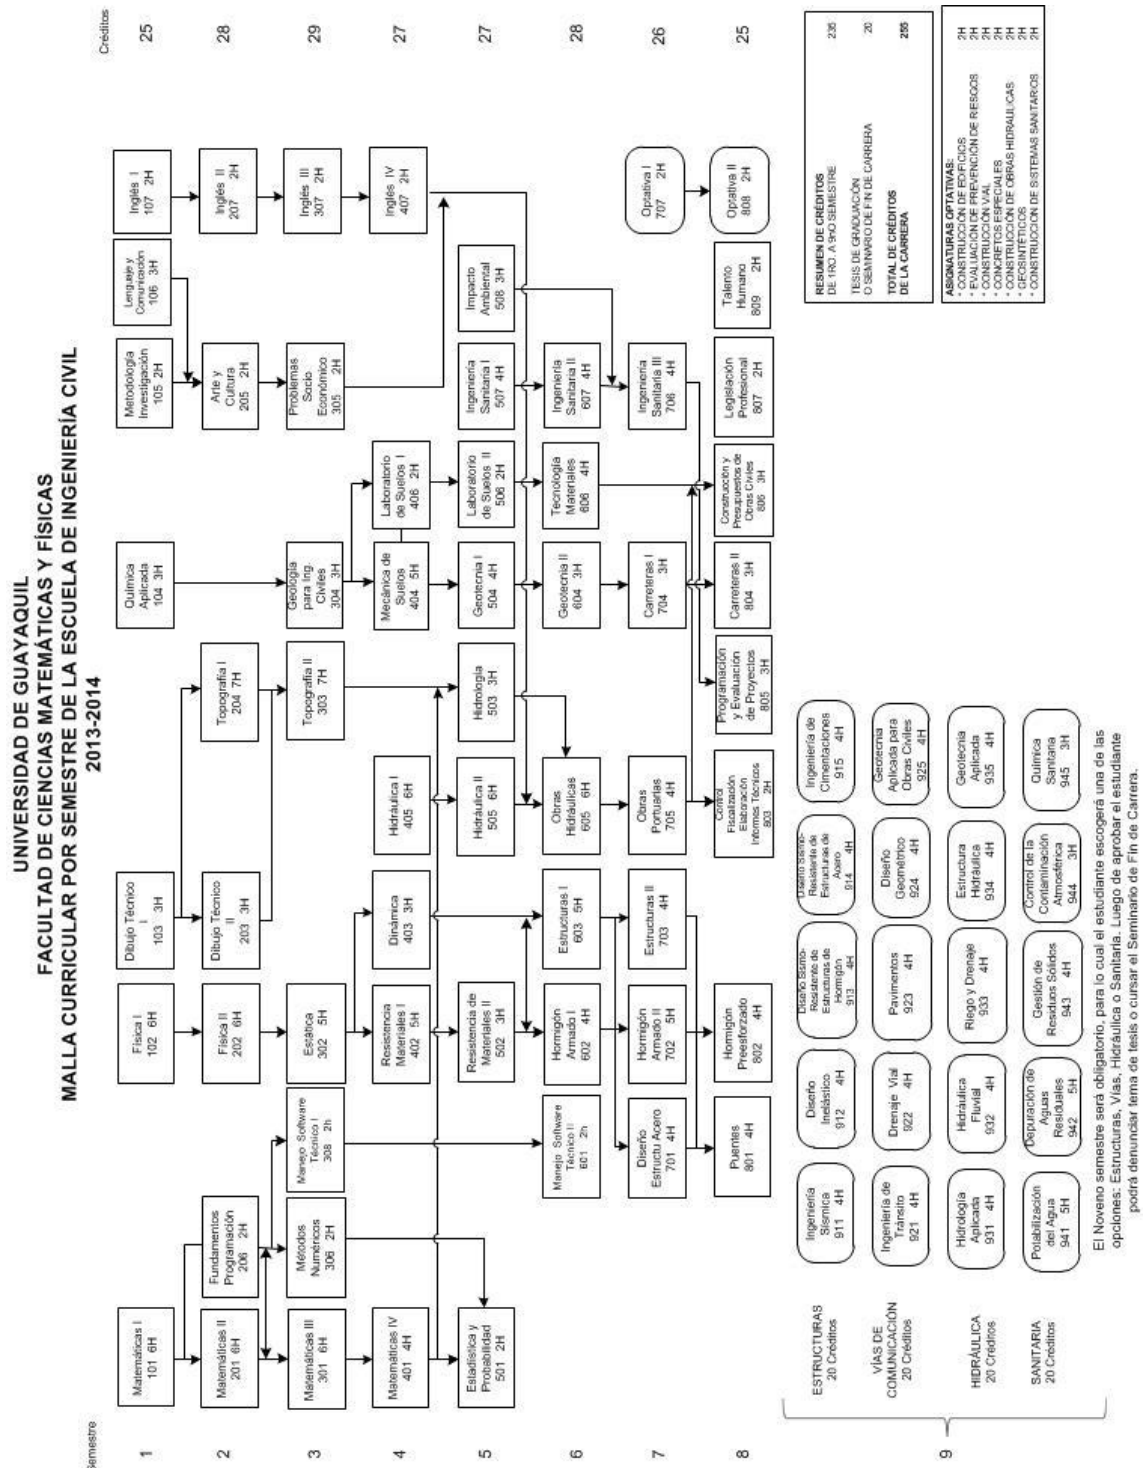 UNIVERSIDAD DE GUAYAQUIL
FACULTAD DE CIENCIAS MATEMÁTICAS Y FÍSICAS
MALLA CURRICULAR POR SEMESTRE DE LA ESCUELA DE INGENIERÍA CIVIL
2013-2014
Semestre
Créditos
1
Matemáticas I
101 6H
Física I
102 6H
Dibujo Técnico
I
103 3H
Química
Aplicada
104 3H
Metodología
Investigación
105 2H
Lenguaje y
Comunicación
106 3H
Inglés I
107 2H
25
2
Matemáticas II
201 6H
Fundamentos
Programación
206 2H
Física II
202 6H
Dibujo Técnico
II
203 3H
Topografía I
204 7H
Arte y
Cultura
205 2H
Inglés II
207 2H
28
3
Matemáticas III
301 6H
Métodos
Numéricos
306 2H
Manejo Software
Técnico I
308 2h
Estática
302 5H
Topografía II
303 7H
Geología
para Ing.
Civiles
304 3H
Problemas
Socio
Económico
305 2H
Inglés III
307 2H
29
4
Matemáticas IV
401 4H
Resistencia
Materiales I
402 5H
Dinámica
403 3H
Hidráulica I
405 6H
Mecánica de
Suelos
404 5H
Laboratorio
de Suelos I
406 2H
Inglés IV
407 2H
27
5
Estadística y
Probabilidad
501 2H
Resistencia de
Materiales II
502 3H
Hidráulica II
505 6H
Hidrología
503 3H
Geotecnia I
504 4H
Laboratorio
de Suelos II
506 2H
Ingeniería
Sanitaria I
507 4H
Impacto
Ambiental
508 3H
27
6
Manejo Software
Técnico II
601 2h
Hormigón
Armado I
602 4H
Estructuras I
603 5H
Obras
Hidráulicas
605 6H
Geotecnia II
604 3H
Tecnología
Materiales
606 4H
Ingeniería
Sanitaria II
607 4H
28
7
Diseño
Estructu Acero
701 4H
Hormigón
Armado II
702 5H
Estructuras II
703 4H
Obras
Portuarias
705 4H
Carreteras I
704 3H
Ingeniería
Sanitaria III
706 4H
Optativa I
707 2H
26
8
Puentes
801 4H
Hormigón
Preesforzado
802 4H
Control
Fiscalización
Elaboración
Informes Técnicos
803 2H
Programación
y Evaluación
de Proyectos
805 3H
Carreteras II
804 3H
Construcción y
Presupuestos de
Obras Civiles
806 3H
Legislación
Profesional
807 2H
Talento
Humano
809 2H
Optativa II
808 2H
25
9
ESTRUCTURAS
20 Créditos
Ingeniería
Sísmica
911 4H
Diseño
Inelástico
912 4H
Diseño Sismo-
Resistente de
Estructuras de
Hormigón
913 4H
Diseño Sismo-
Resistente de
Estructuras de
Acero
914 4H
Ingeniería de
Cimentaciones
915 4H
VÍAS DE
COMUNICACIÓN
20 Créditos
Ingeniería de
Tránsito
921 4H
Drenaje Vial
922 4H
Pavimentos
923 4H
Diseño
Geométrico
924 4H
Geotecnia
Aplicada para
Obras Civiles
925 4H
HIDRÁULICA
20 Créditos
Hidrología
Aplicada
931 4H
Hidráulica
Fluvial
932 4H
Riego y Drenaje
933 4H
Estructura
Hidráulica
934 4H
Geotecnia
Aplicada
935 4H
SANITARIA
20 Créditos
Potabilización
del Agua
941 5H
Depuración de
Aguas
Residuales
942 5H
Gestión de
Residuos Sólidos
943 4H
Control de la
Contaminación
Atmosférica
944 3H
Química
Sanitaria
945 3H
RESUMEN DE CRÉDITOS
DE 1RO. A 9nO SEMESTRE 235
TESIS DE GRADUACIÓN
O SEMINARIO DE FIN DE CARRERA 20
TOTAL DE CRÉDITOS
DE LA CARRERA 255
ASIGNATURAS OPTATIVAS:
* CONSTRUCCIÓN DE EDIFICIOS 2H
* EVALUACIÓN DE PREVENCIÓN DE RIESGOS 2H
* CONSTRUCCIÓN VIAL 2H
* CONCRETOS ESPECIALES 2H
* CONSTRUCCIÓN DE OBRAS HIDRAULICAS 2H
* GEOSINTÉTICOS 2H
* CONSTRUCCIÓN DE SISTEMAS SANITARIOS 2H
El Noveno semestre será obligatorio, para lo cual el estudiante escogerá una de las
opciones: Estructuras, Vías, Hidráulica o Sanitaria. Luego de aprobar el estudiante
podrá denunciar tema de tesis o cursar el Seminario de Fin de Carrera.